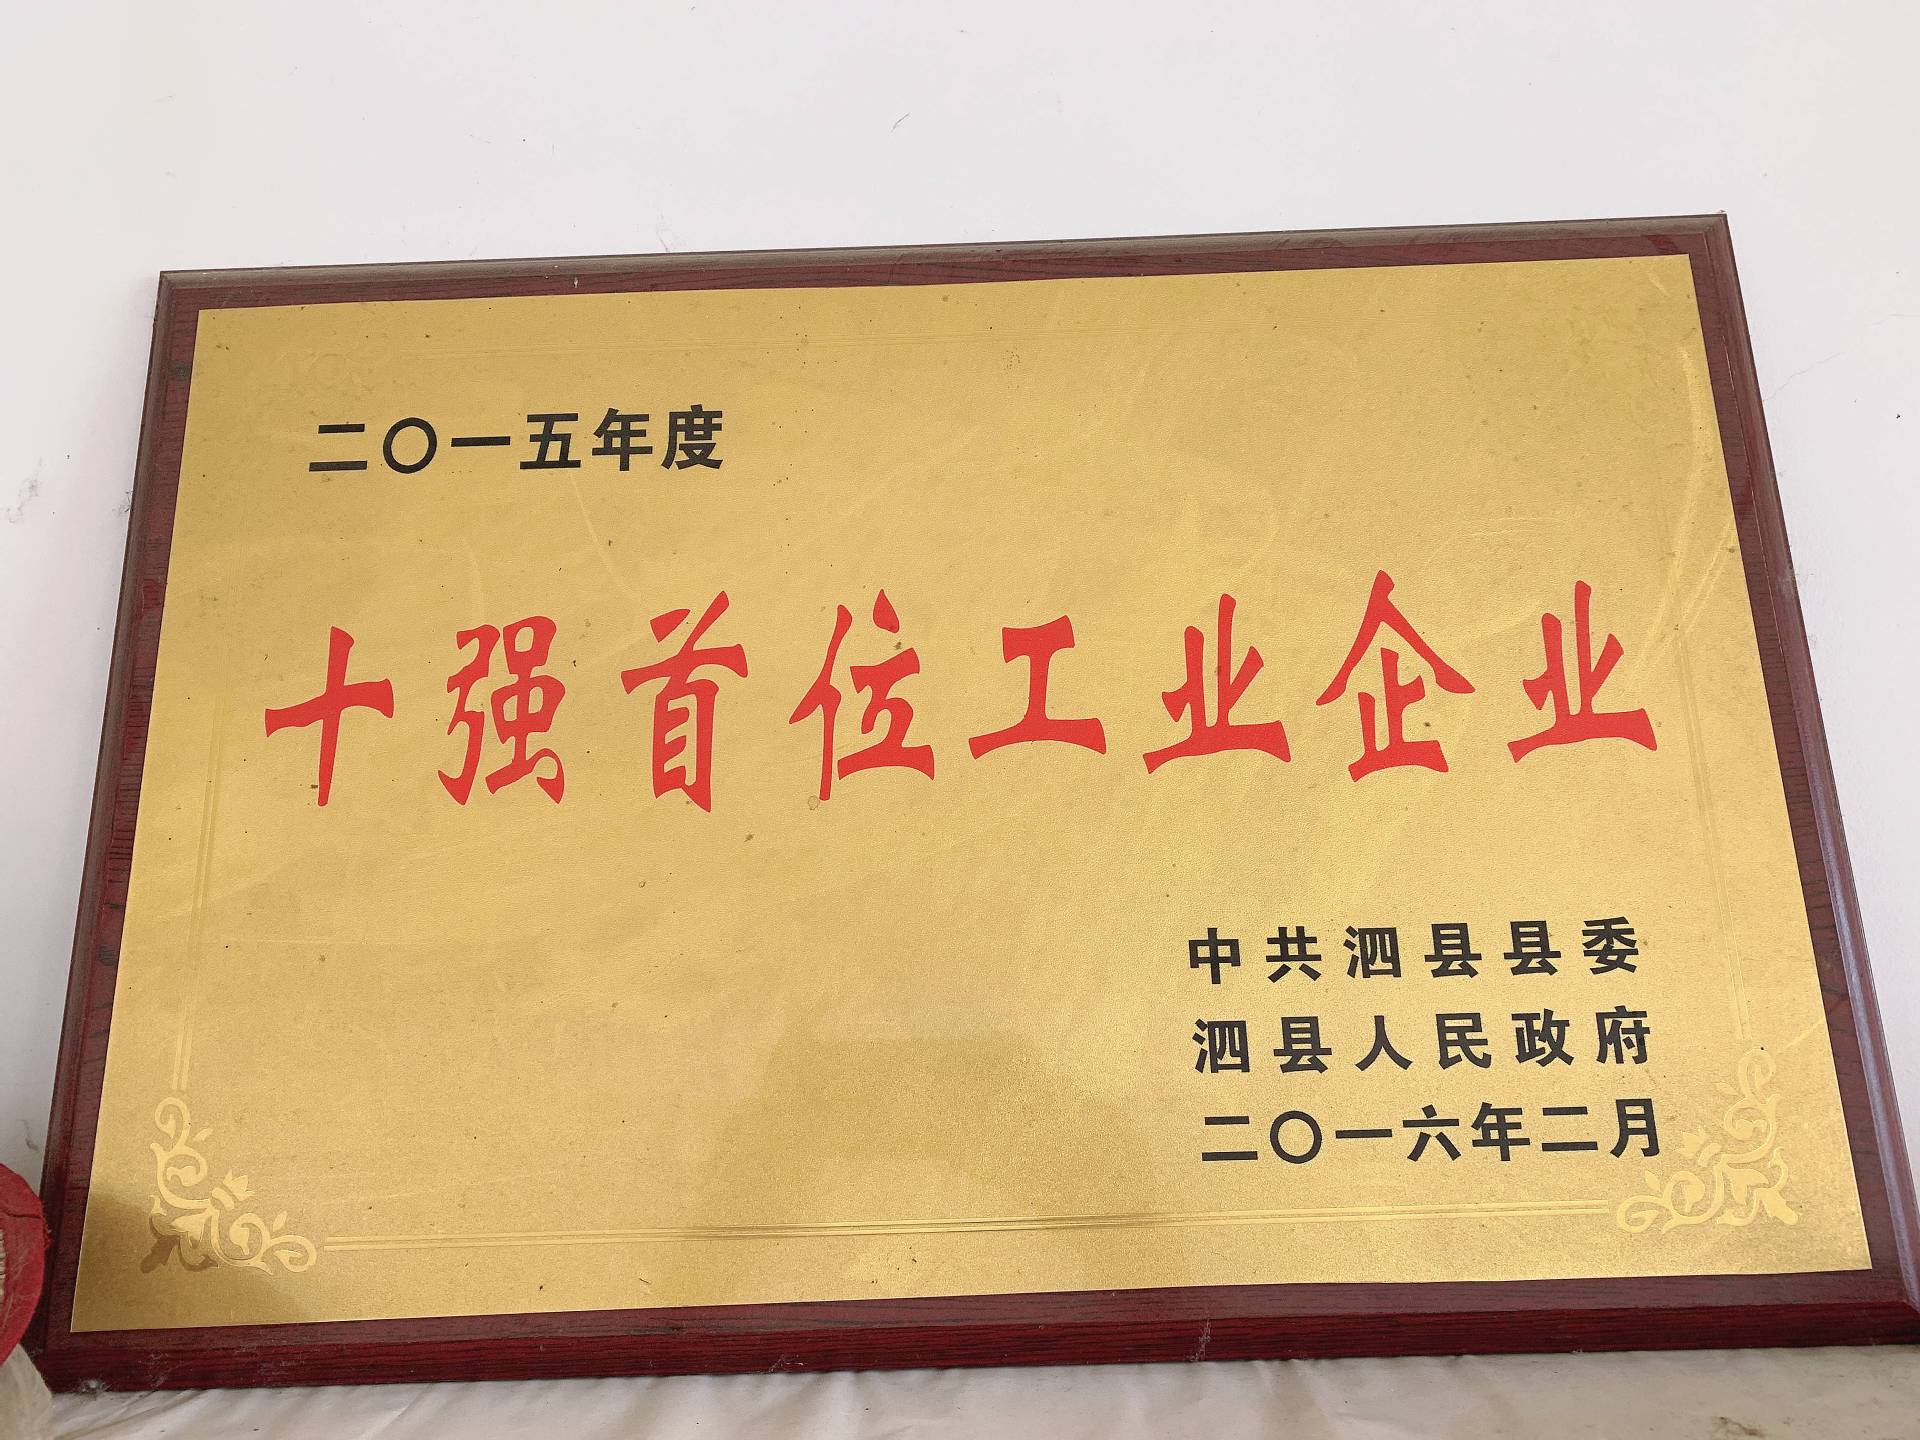 二〇一五年度
十强首位工业企业
中共泗县县委
泗县人民政府
二〇一六年二月